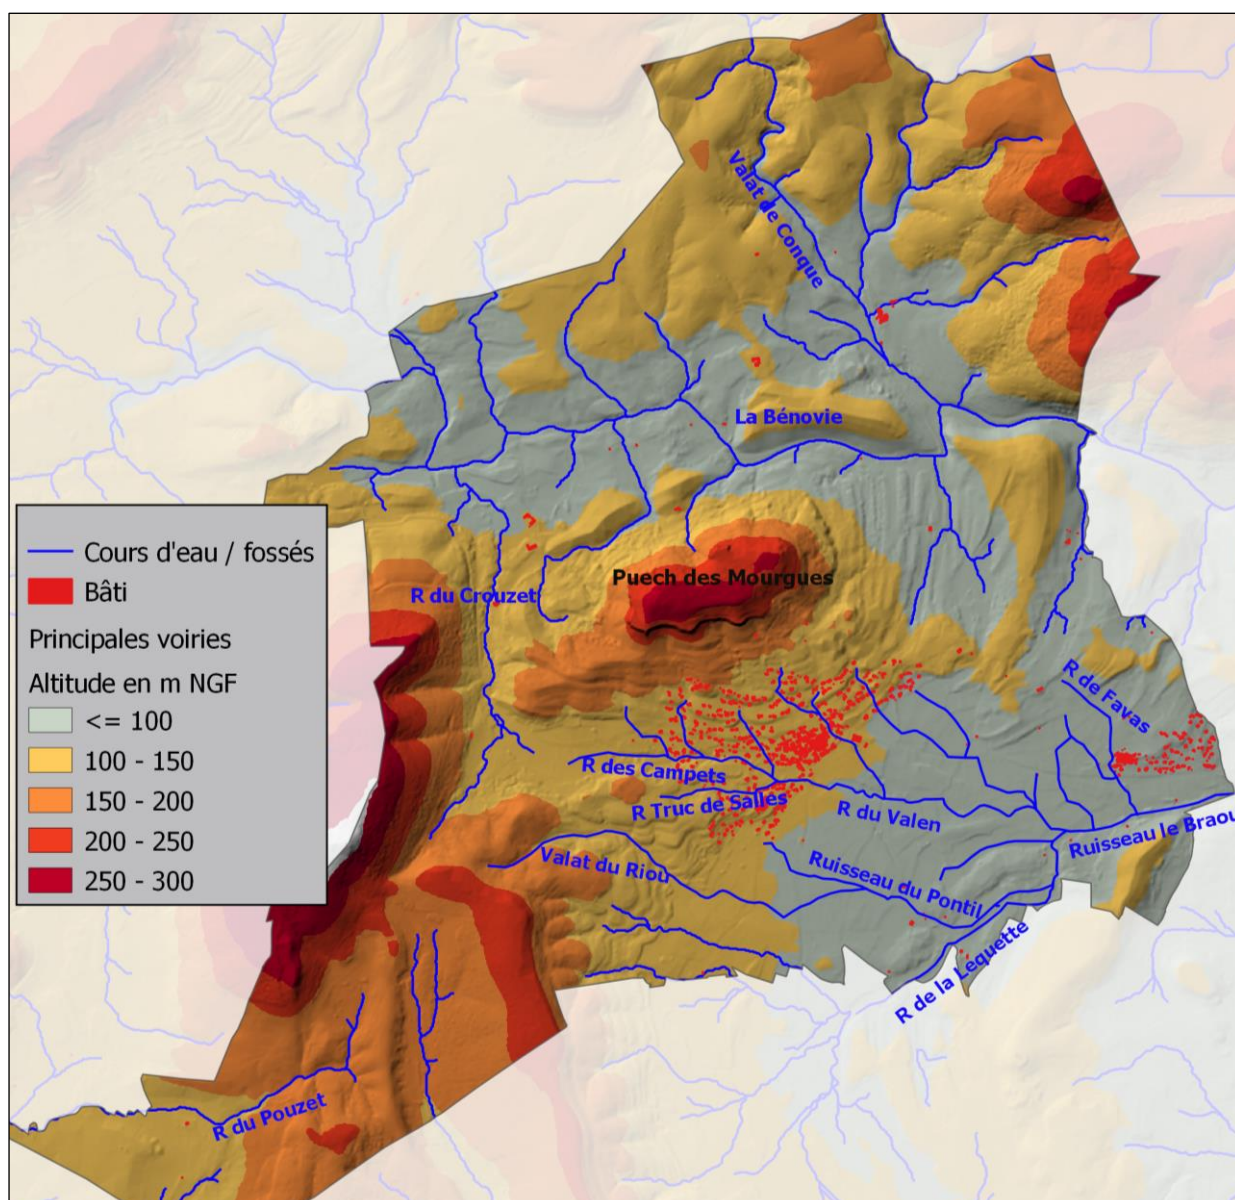 Valat de Conque
La Bénovie
Cours d'eau / fossés
Bâti
Puech des Mourgues
R du Crouzet
Principales voiries
Altitude en m NGF
<= 100
100 - 150
150 - 200
200 - 250
250 - 300
R de Favas
R des Campets
R Truc de Salles
R du Valen
Ruisseau le Braou
Valat du Riou
Ruisseau du Pontil
R de la Lequette
R du Pouzet